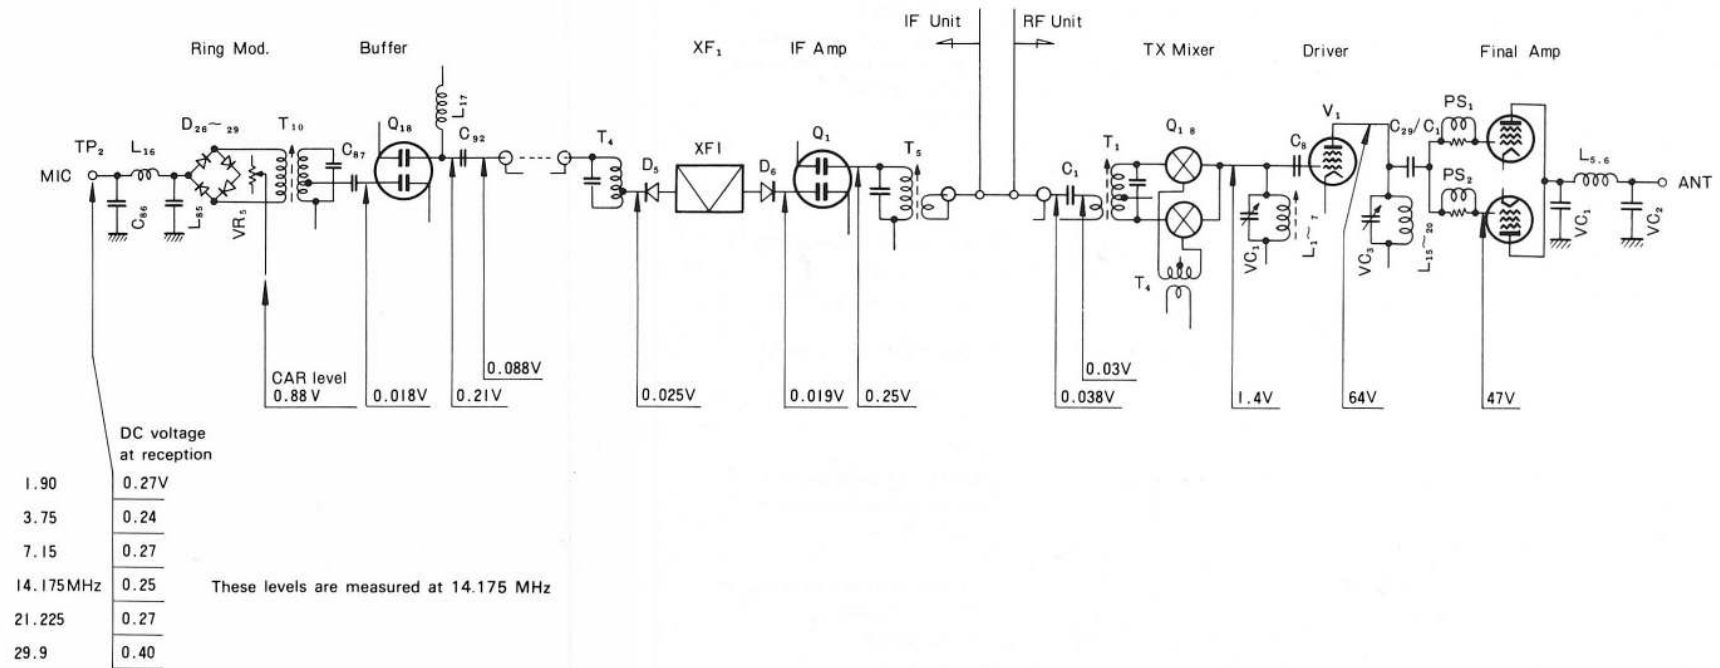 IF Unit RF Unit
Ring Mod. Buffer XF₁ IF Amp TX Mixer Driver Final Amp
MIC
TP₂
L₁₆
C₈₆
L₈₅
D₂₆~₂₉
VR₅
T₁₀
C₈₇
Q₁₈
L₁₇
C₉₂
T₄
D₅
XFI
D₆
Q₁
T₅
C₁
T₁
Q₁ ₈
T₄
VC₁
L₁~₇
C₈
V₁
VC₃
L₁₅~₂₀
C₂₉/C₁
PS₁
PS₂
L₅.₆
VC₁
VC₂
ANT
CAR level
0.88V
0.018V
0.21V
0.088V
0.025V
0.019V
0.25V
0.038V
0.03V
1.4V
64V
47V
DC voltage
at reception
1.90 0.27V
3.75 0.24
7.15 0.27
14.175MHz 0.25
These levels are measured at 14.175 MHz
21.225 0.27
29.9 0.40